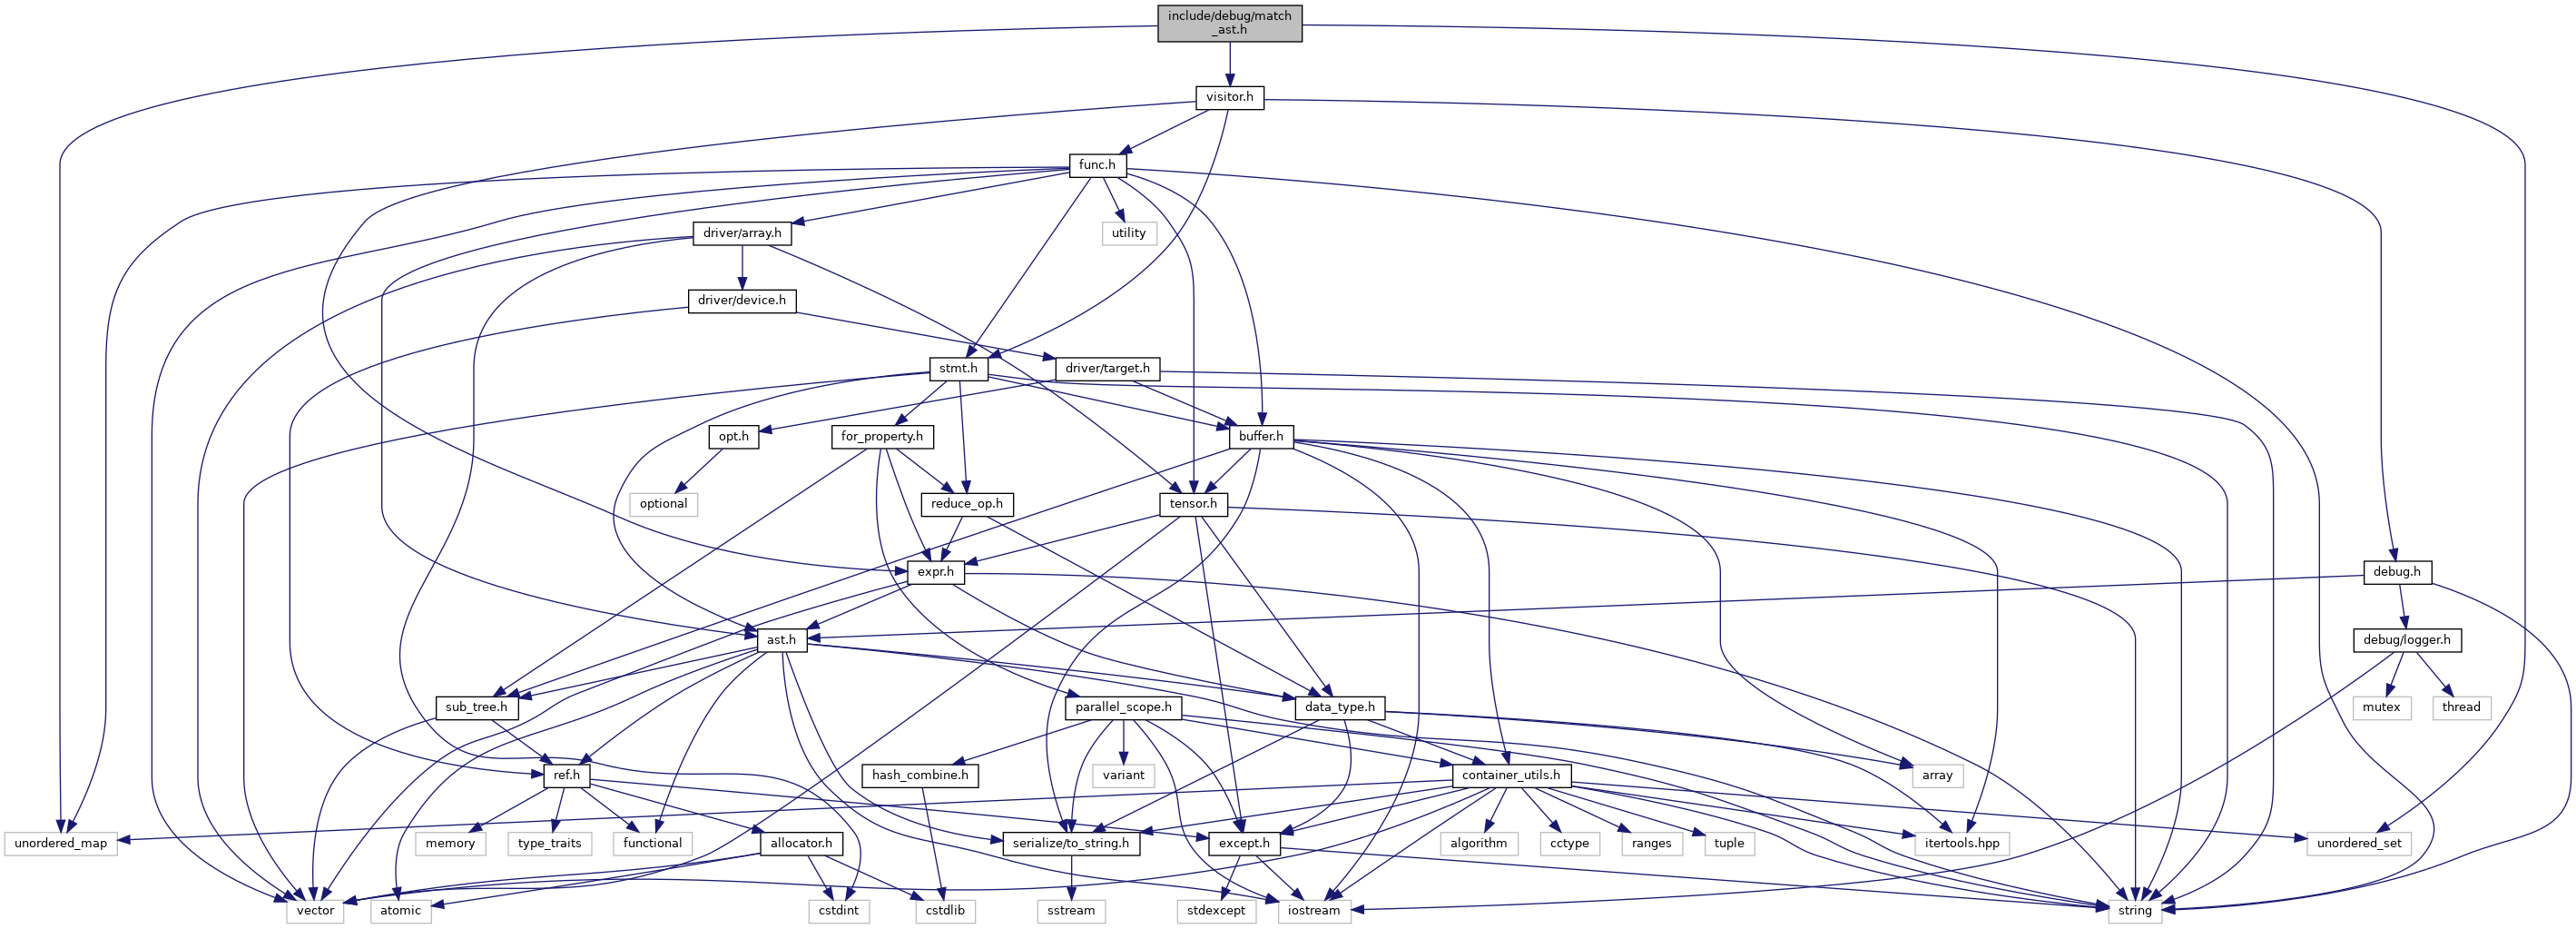 include/debug/match
_ast.h
visitor.h
func.h
driver/array.h
utility
driver/device.h
stmt.h
driver/target.h
opt.h
for_property.h
buffer.h
optional
reduce_op.h
tensor.h
expr.h
debug.h
ast.h
debug/logger.h
sub_tree.h
parallel_scope.h
data_type.h
mutex
thread
ref.h
hash_combine.h
variant
container_utils.h
array
unordered_map
memory
type_traits
functional
allocator.h
serialize/to_string.h
except.h
algorithm
cctype
ranges
tuple
itertools.hpp
unordered_set
vector
atomic
cstdint
cstdlib
sstream
stdexcept
iostream
string